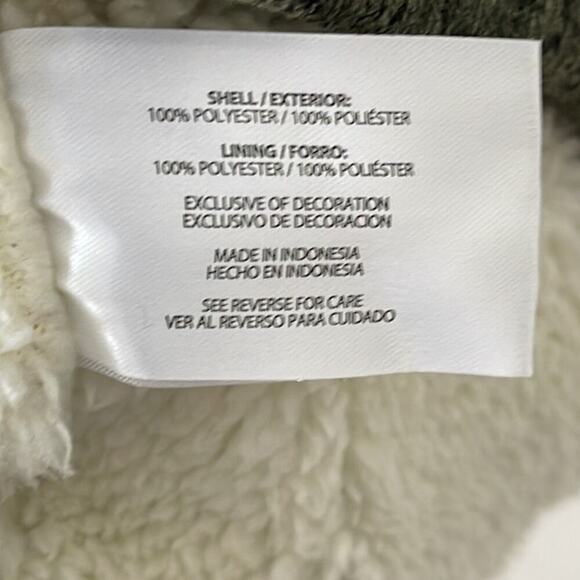 SHELL / EXTERIOR:
100% POLYESTER / 100% POLIÉSTER
LINING / FORRO:
100% POLYESTER / 100% POLIÉSTER
EXCLUSIVE OF DECORATION
EXCLUSIVO DE DECORACION
MADE IN INDONESIA
HECHO EN INDONESIA
SEE REVERSE FOR CARE
VER AL REVERSO PARA CUIDADO